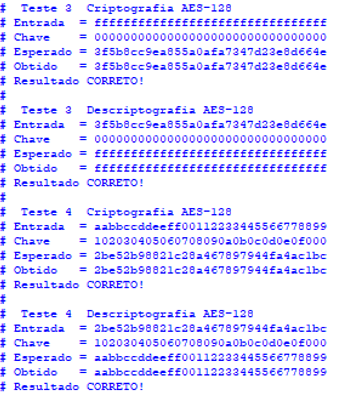 #  Teste 3  Criptografia AES-128
# Entrada  = ffffffffffffffffffffffffffffffff
# Chave    = 00000000000000000000000000000000
# Esperado = 3f5b8cc9ea855a0afa7347d23e8d664e
# Obtido   = 3f5b8cc9ea855a0afa7347d23e8d664e
# Resultado CORRETO!
#
#  Teste 3  Descriptografia AES-128
# Entrada  = 3f5b8cc9ea855a0afa7347d23e8d664e
# Chave    = 00000000000000000000000000000000
# Esperado = ffffffffffffffffffffffffffffffff
# Obtido   = ffffffffffffffffffffffffffffffff
# Resultado CORRETO!
#
#  Teste 4  Criptografia AES-128
# Entrada  = aabbccddeeff00112233445566778899
# Chave    = 102030405060708090a0b0c0d0e0f000
# Esperado = 2be52b98821c28a467897944fa4ac1bc
# Obtido   = 2be52b98821c28a467897944fa4ac1bc
# Resultado CORRETO!
#
#  Teste 4  Descriptografia AES-128
# Entrada  = 2be52b98821c28a467897944fa4ac1bc
# Chave    = 102030405060708090a0b0c0d0e0f000
# Esperado = aabbccddeeff00112233445566778899
# Obtido   = aabbccddeeff00112233445566778899
# Resultado CORRETO!